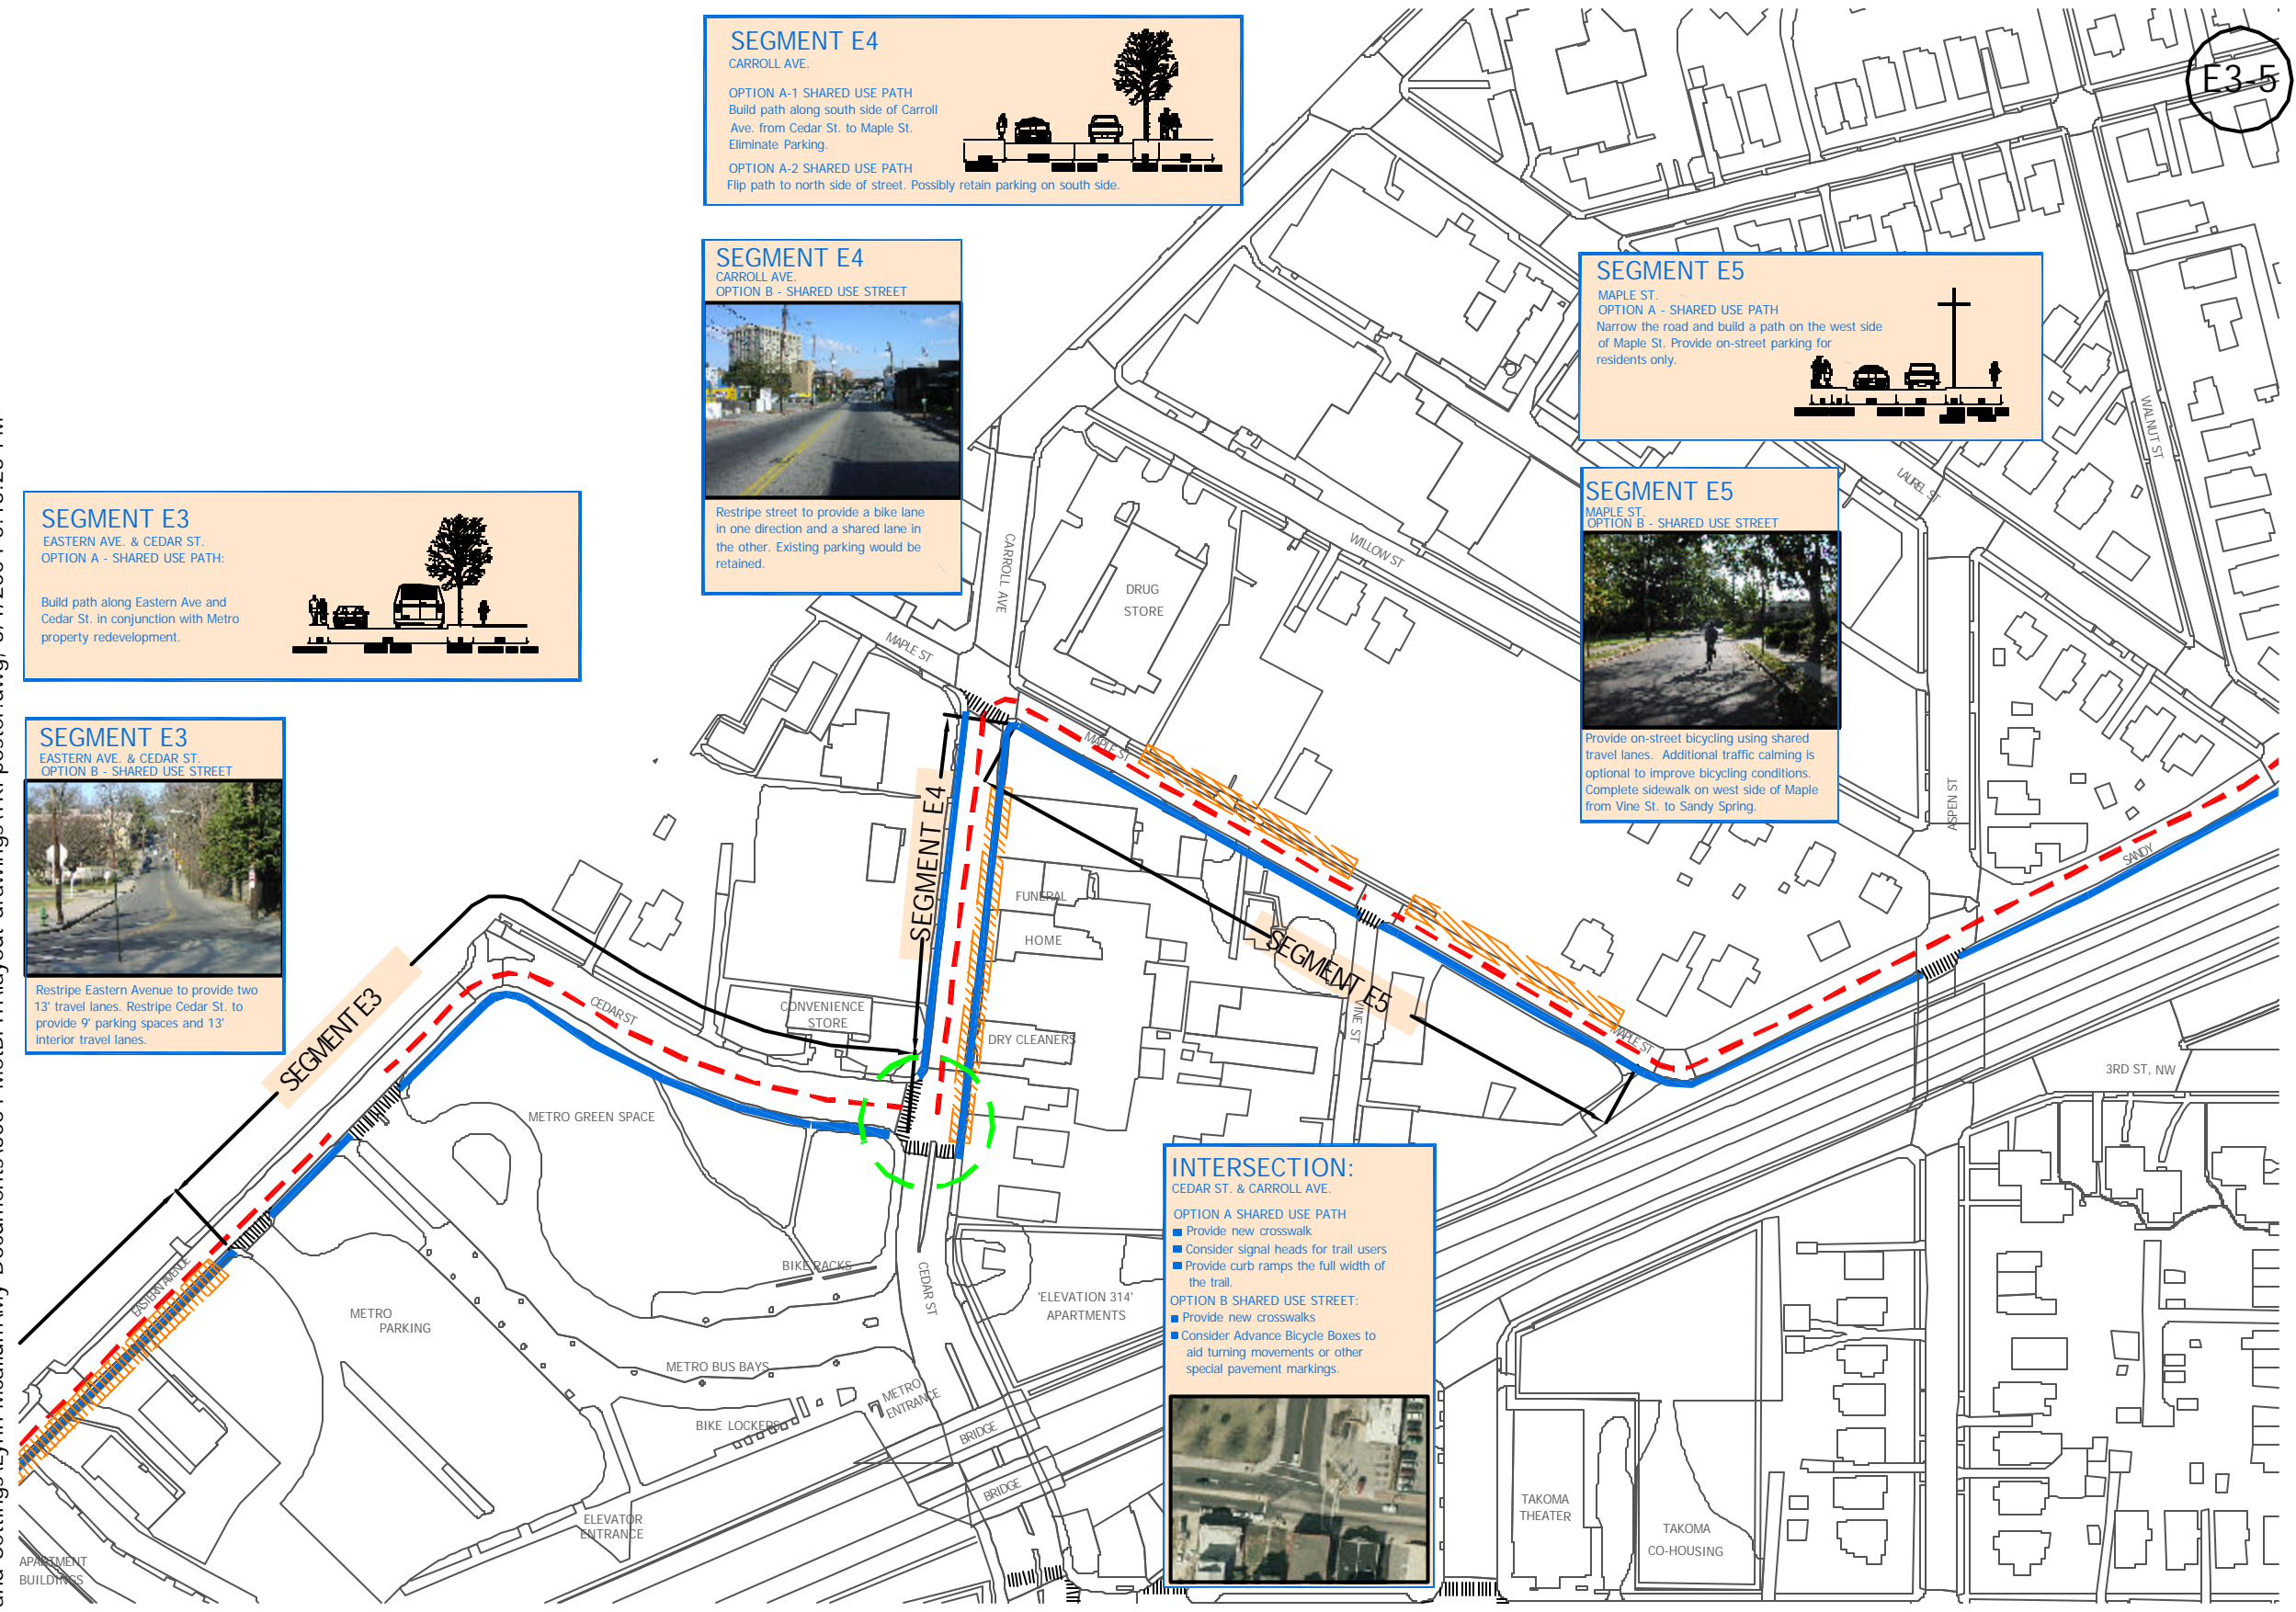 SEGMENT E4
CARROLL AVE.
OPTION A-1 SHARED USE PATH
Build path along south side of Carroll
Ave. from Cedar St. to Maple St.
Eliminate Parking.
OPTION A-2 SHARED USE PATH
Flip path to north side of street. Possibly retain parking on south side.
E3-5
SEGMENT E4
CARROLL AVE.
OPTION B - SHARED USE STREET
Restripe street to provide a bike lane
in one direction and a shared lane in
the other. Existing parking would be
retained.
SEGMENT E5
MAPLE ST.
OPTION A - SHARED USE PATH
Narrow the road and build a path on the west side
of Maple St. Provide on-street parking for
residents only.
SEGMENT E5
MAPLE ST.
OPTION B - SHARED USE STREET
Provide on-street bicycling using shared
travel lanes. Additional traffic calming is
optional to improve bicycling conditions.
Complete sidewalk on west side of Maple
from Vine St. to Sandy Spring.
SEGMENT E3
EASTERN AVE. & CEDAR ST.
OPTION A - SHARED USE PATH:
Build path along Eastern Ave and
Cedar St. in conjunction with Metro
property redevelopment.
SEGMENT E3
EASTERN AVE. & CEDAR ST.
OPTION B - SHARED USE STREET
Restripe Eastern Avenue to provide two
13' travel lanes. Restripe Cedar St. to
provide 9' parking spaces and 13'
interior travel lanes.
WALNUT ST
LAUREL ST
WILLOW ST
CARROLL AVE
DRUG
STORE
MAPLE ST
MAPLE ST
SEGMENT E4
ASPEN ST
SANDY
FUNERAL
HOME
SEGMENT E5
SEGMENT E3
CEDAR ST
CONVENIENCE
STORE
DRY CLEANERS
VINE ST
MAPLE ST
3RD ST, NW
METRO GREEN SPACE
INTERSECTION:
CEDAR ST. & CARROLL AVE.
OPTION A SHARED USE PATH
Provide new crosswalk
Consider signal heads for trail users
Provide curb ramps the full width of
the trail.
OPTION B SHARED USE STREET:
Provide new crosswalks
Consider Advance Bicycle Boxes to
aid turning movements or other
special pavement markings.
EASTERN AVENUE
BIKE RACKS
CEDAR ST
'ELEVATION 314'
APARTMENTS
METRO
PARKING
METRO BUS BAYS
METRO
ENTRANCE
BIKE LOCKERS
BRIDGE
BRIDGE
ELEVATOR
ENTRANCE
TAKOMA
THEATER
TAKOMA
CO-HOUSING
APARTMENT
BUILDINGS